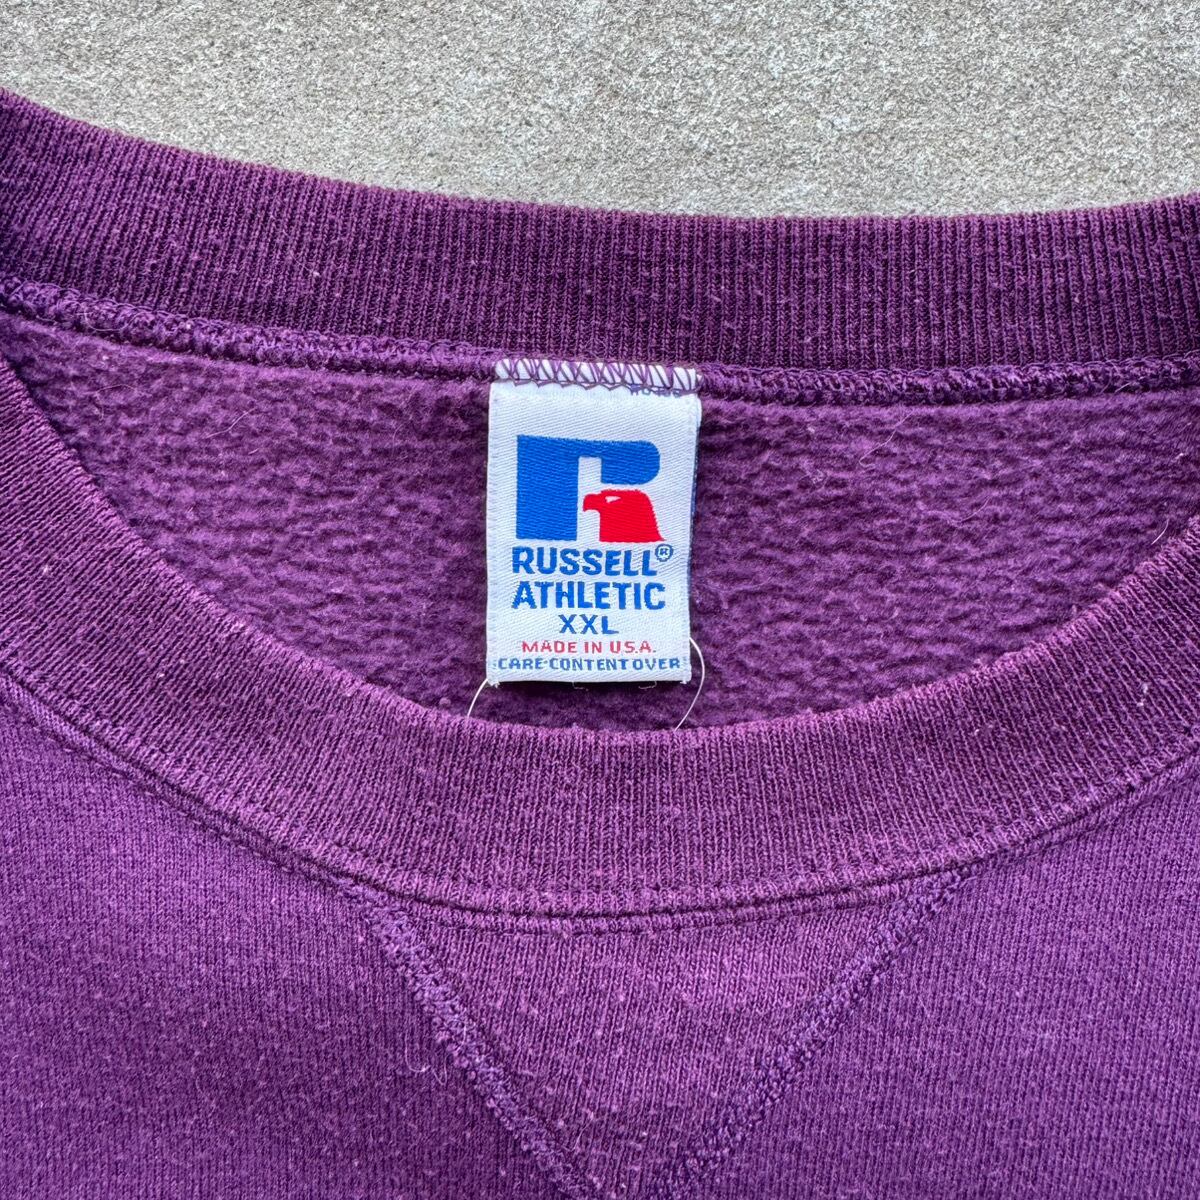 RUSSELL®
ATHLETIC
XXL
MADE IN U.S.A.
CARE·CONTENT OVER